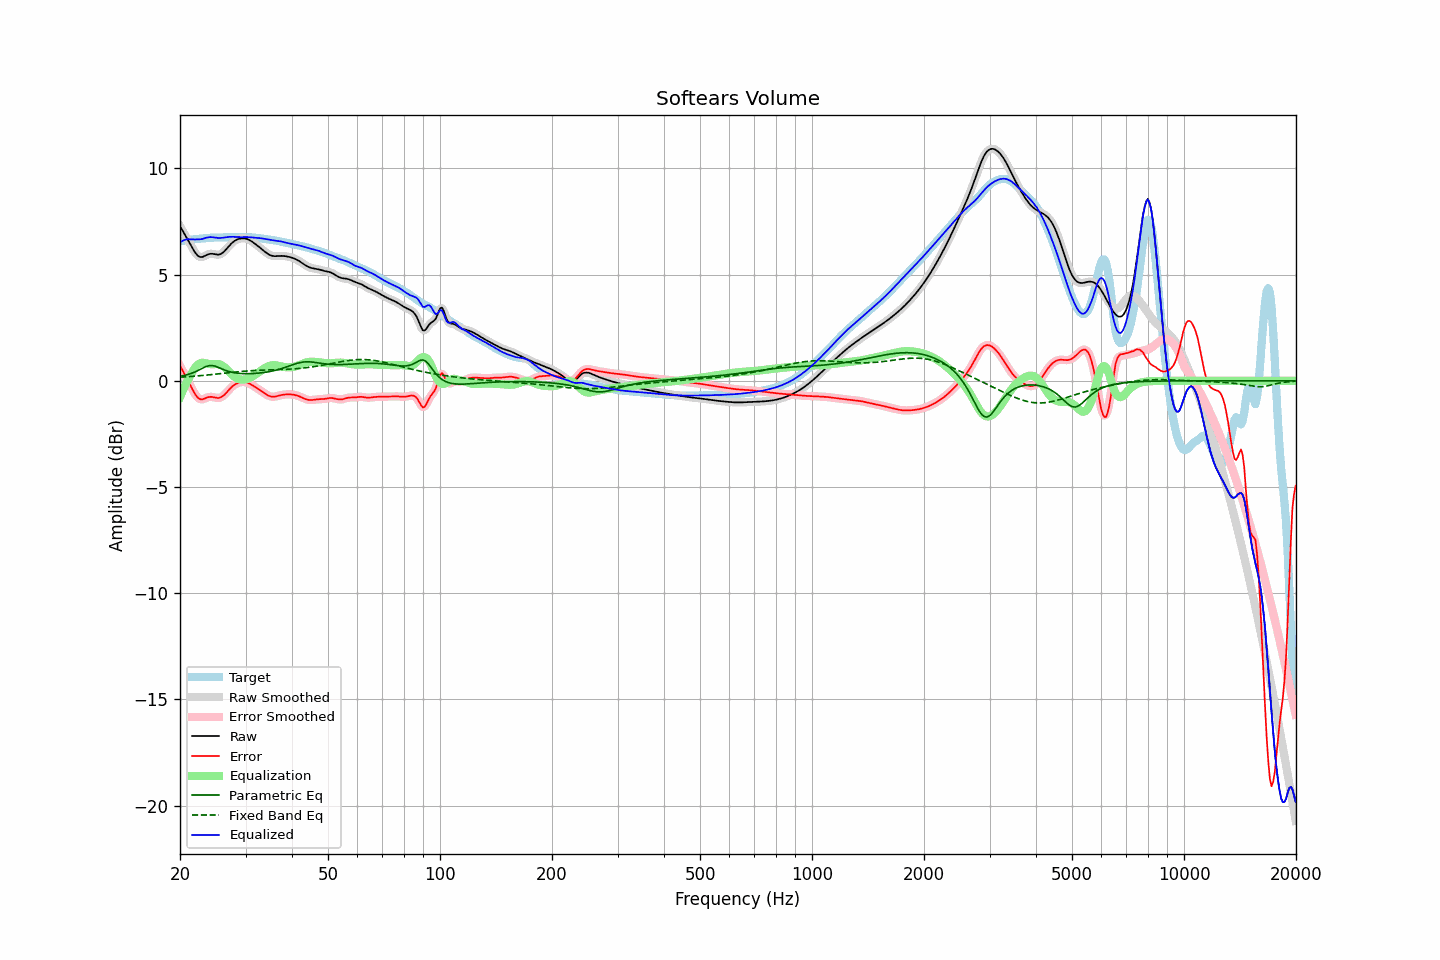 Softears Volume
Amplitude (dBr)
10
5
0
−5
−10
−15
−20
Target
Raw Smoothed
Error Smoothed
Raw
Error
Equalization
Parametric Eq
Fixed Band Eq
Equalized
20 50 100 200 500 1000 2000 5000 10000 20000
Frequency (Hz)